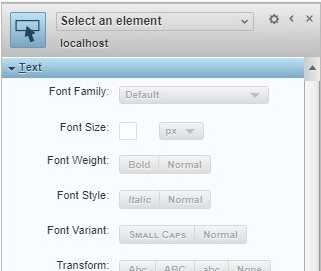 Select an element
localhost
Text
Font Family: Default
Font Size: px
Font Weight: Bold Normal
Font Style: Italic Normal
Font Variant: SMALL CAPS Normal
Transform: Abc ABC abc None